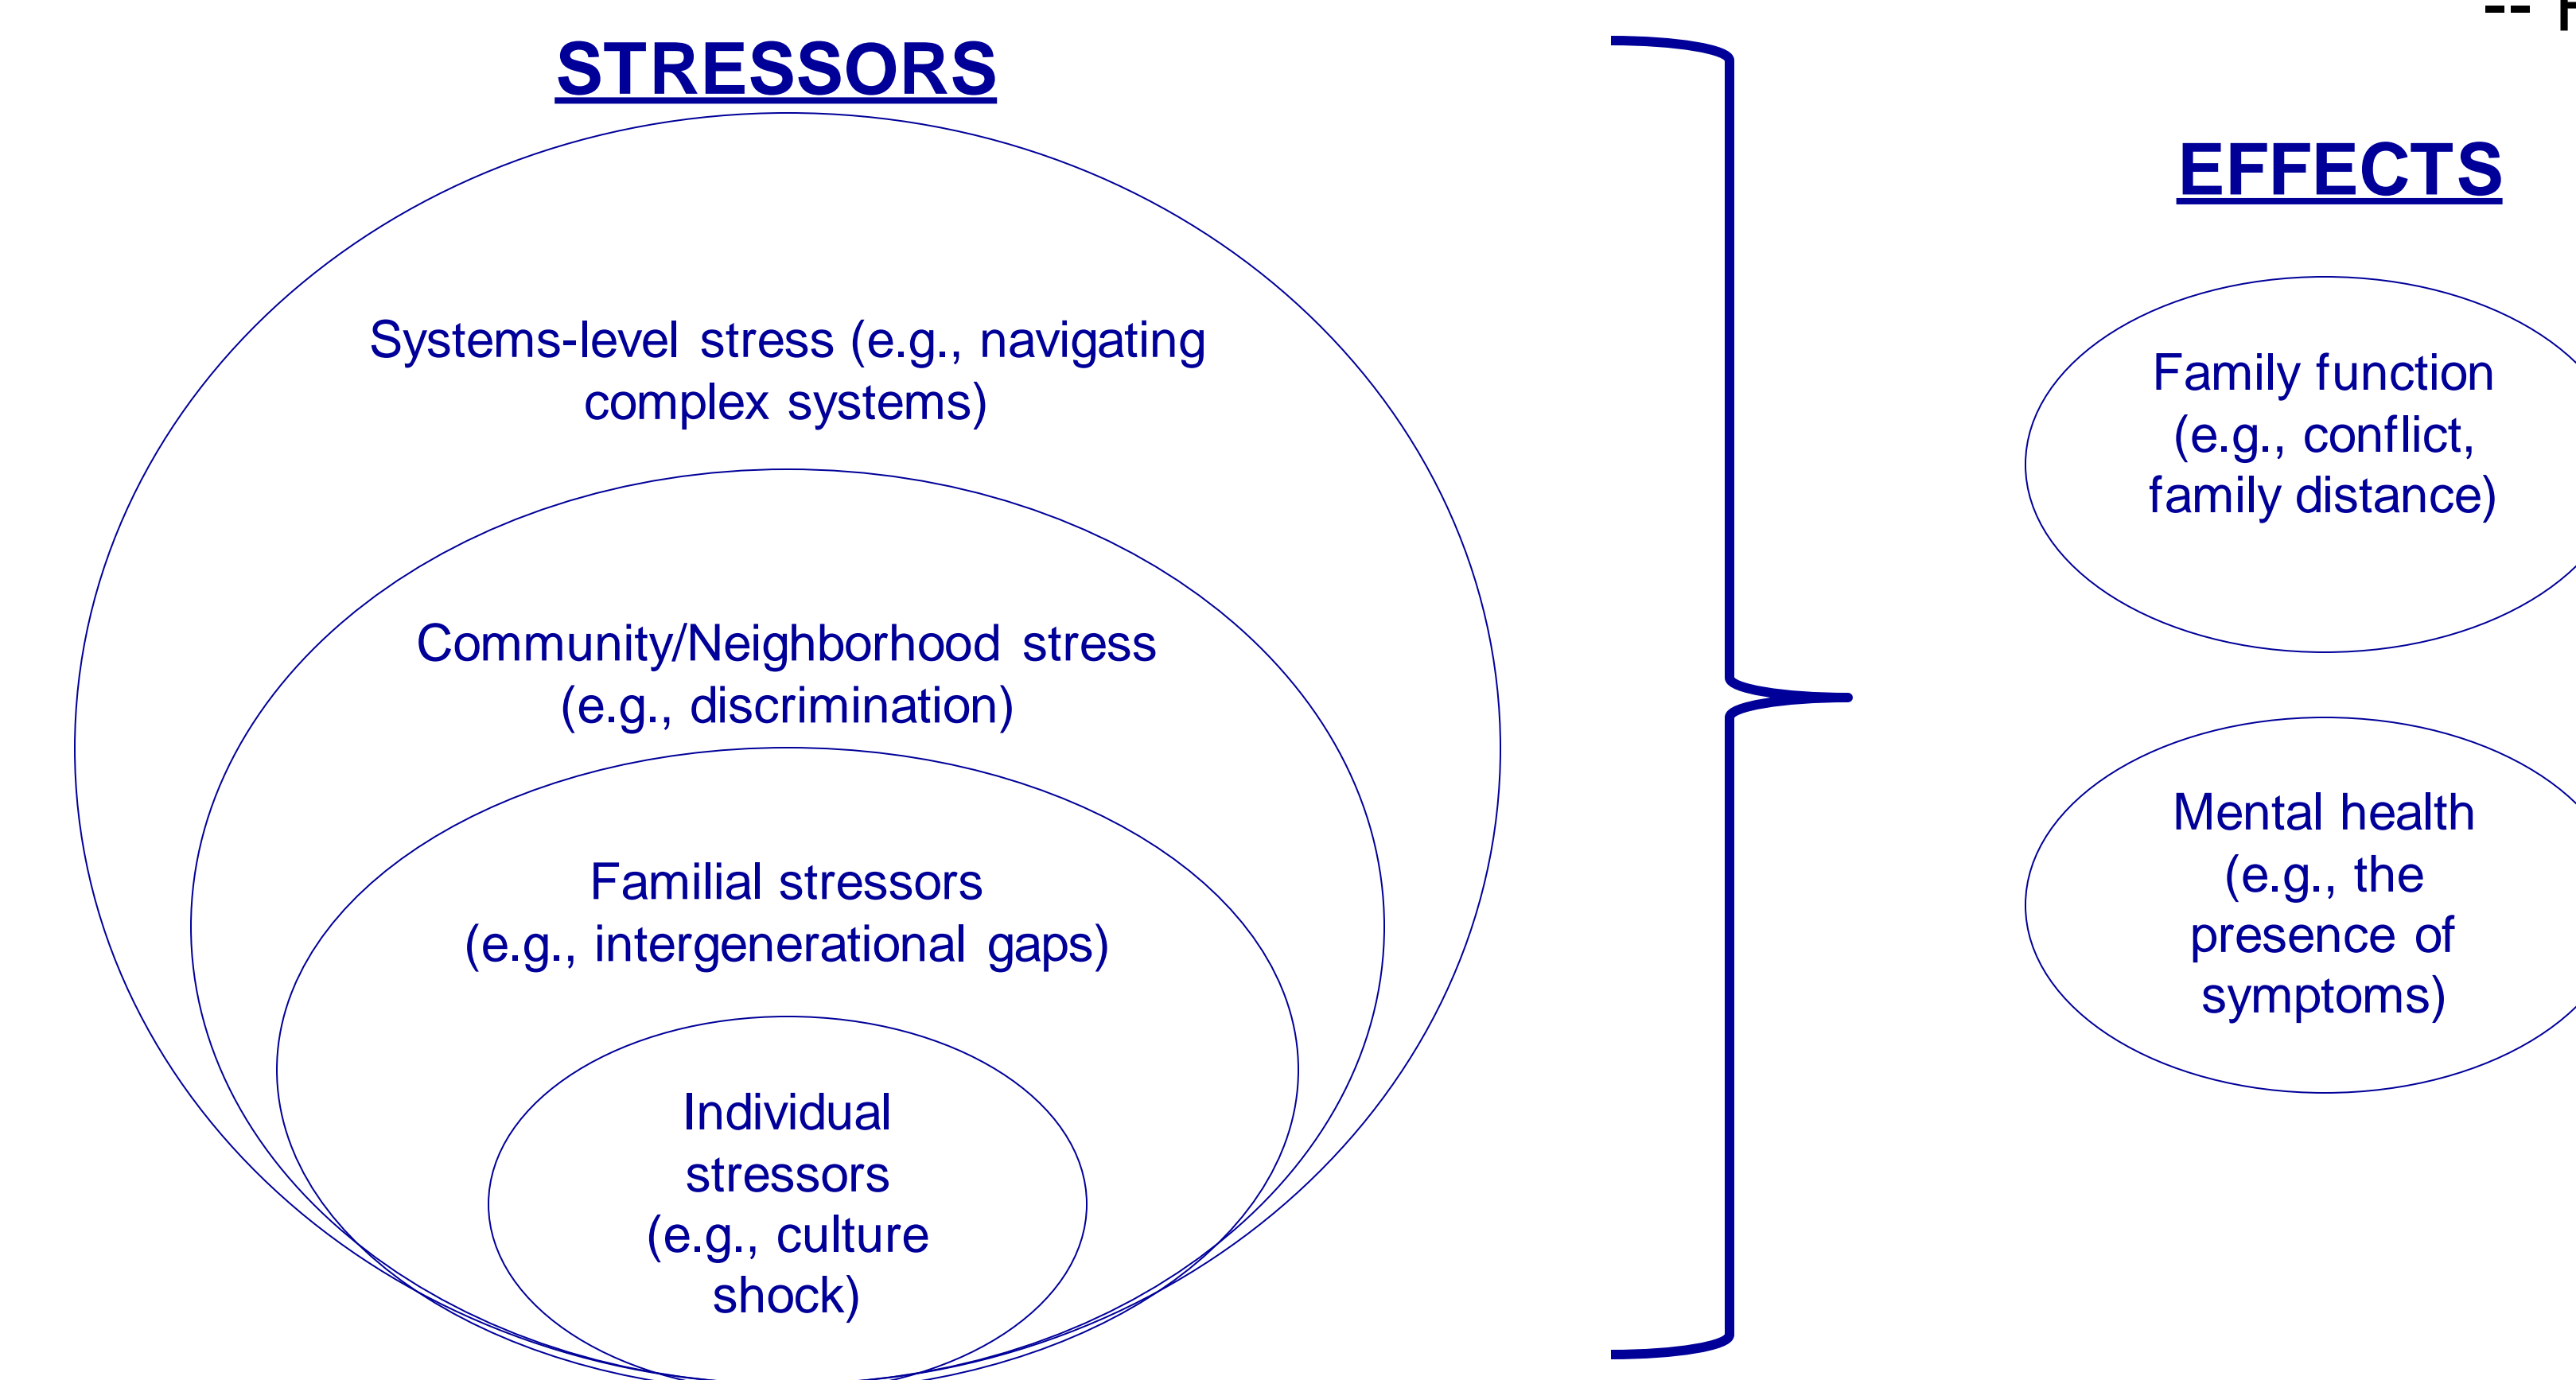 STRESSORS
Systems-level stress (e.g., navigating
complex systems)
Community/Neighborhood stress
(e.g., discrimination)
Familial stressors
(e.g., intergenerational gaps)
Individual
stressors
(e.g., culture
shock)
--
EFFECTS
Family function
(e.g., conflict,
family distance)
Mental health
(e.g., the
presence of
symptoms)